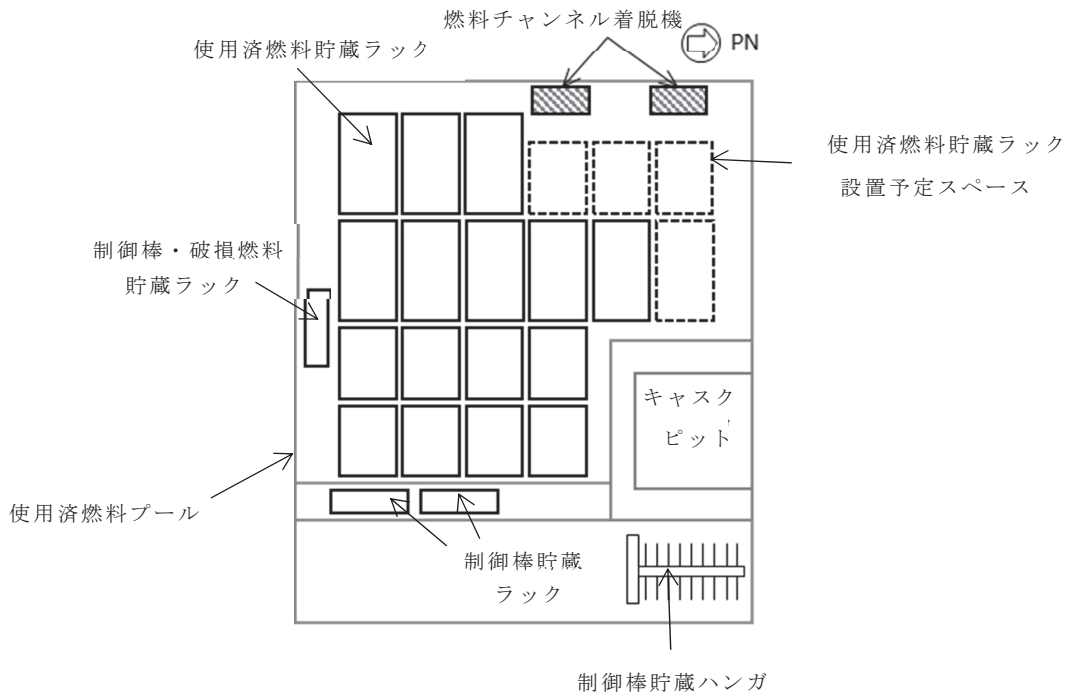 燃料チャンネル着脱機
PN
使用済燃料貯蔵ラック
使用済燃料貯蔵ラック
設置予定スペース
制御棒・破損燃料
貯蔵ラック
キャスク
ピット
使用済燃料プール
制御棒貯蔵
ラック
制御棒貯蔵ハンガ